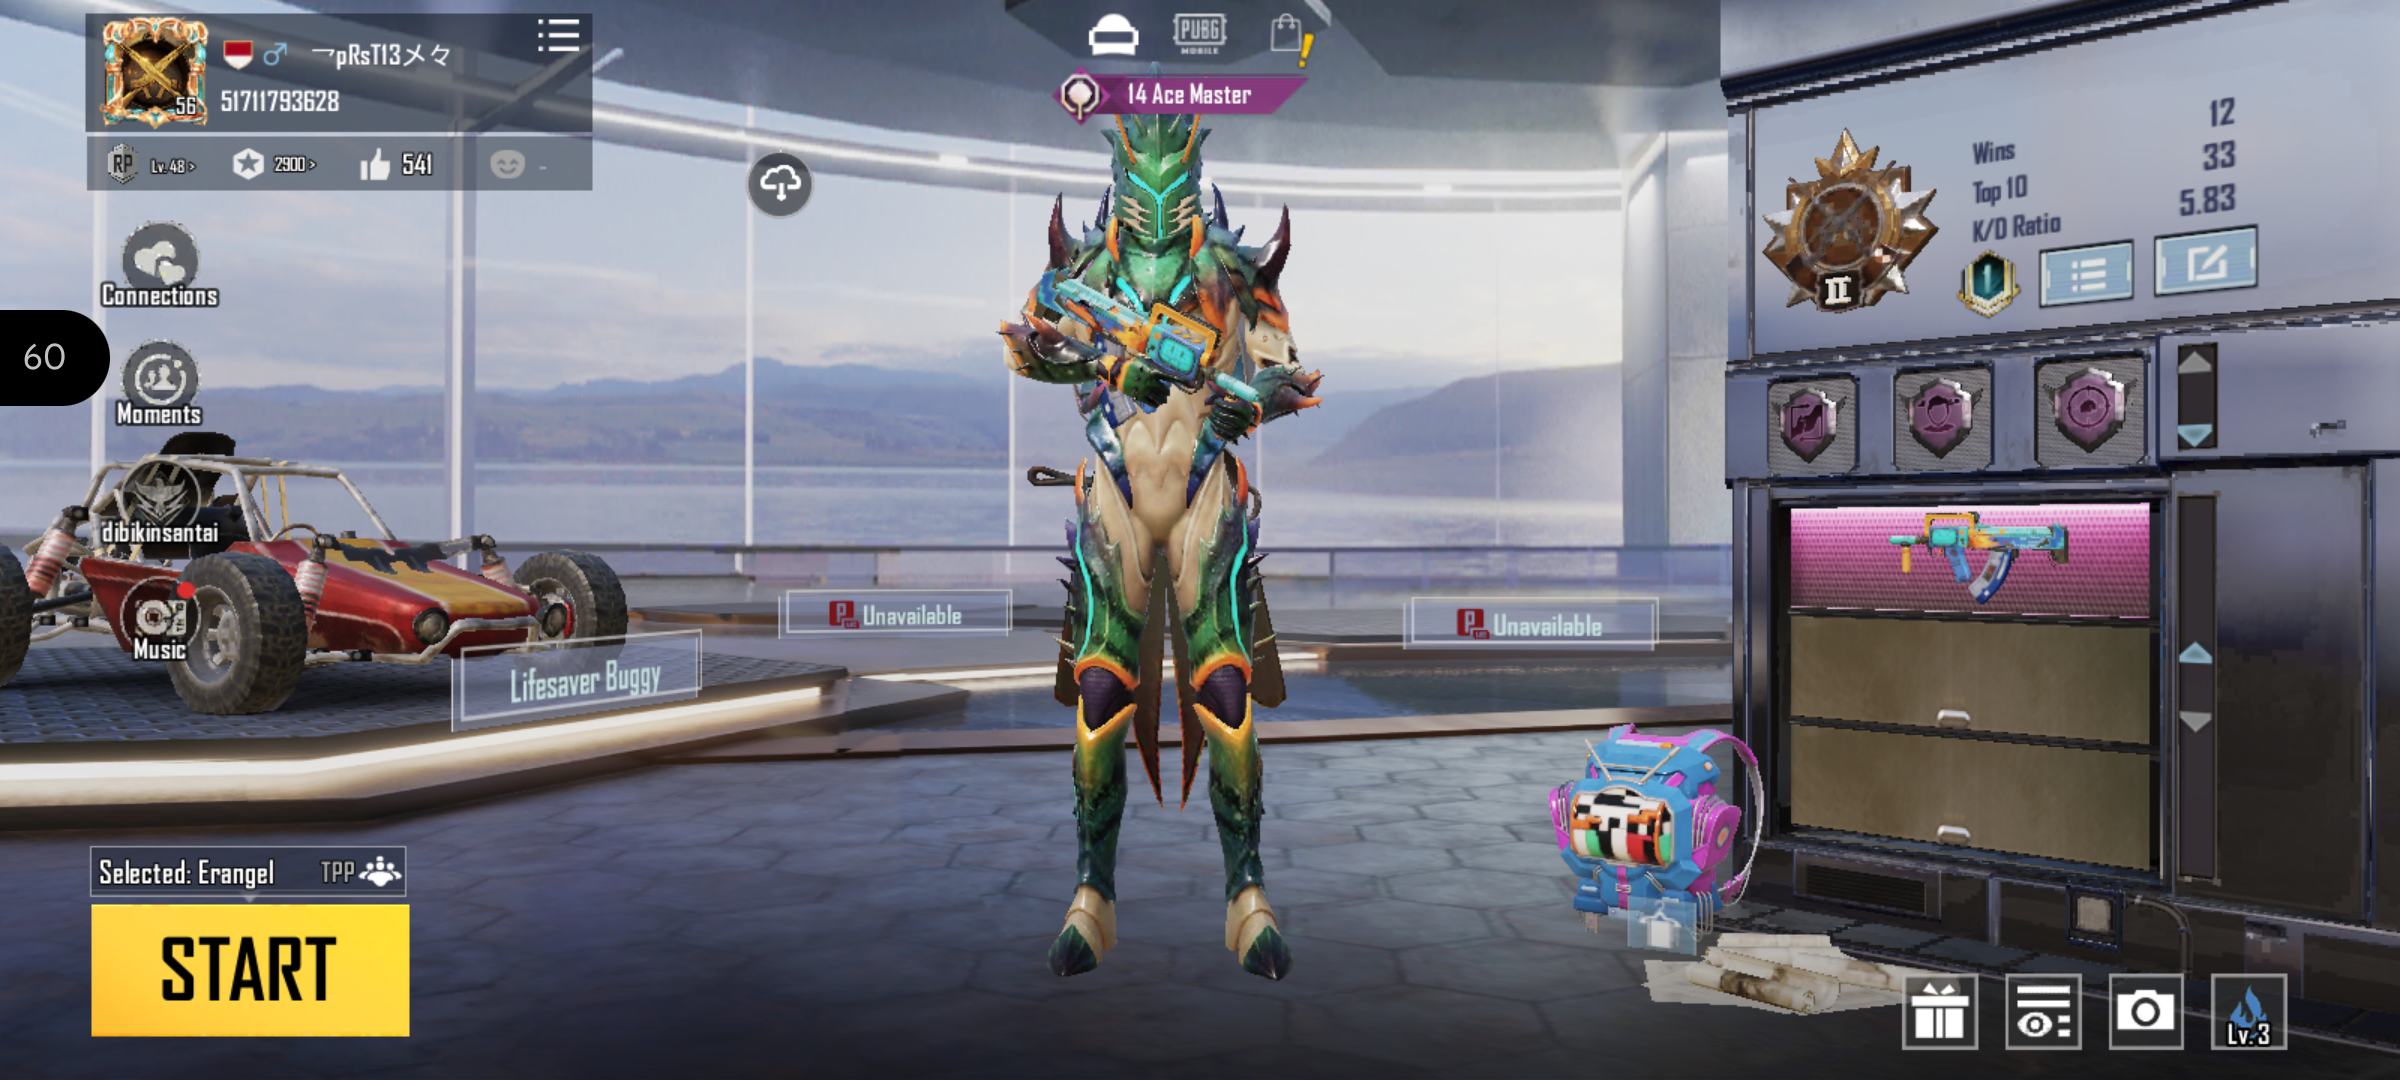 乛pRsT13メ々
56
51711793628
RP Lv. 48 >
2900 >
541
-
PUBG
MOBILE
14 Ace Master
12
Wins
33
Top 10
5.83
K/D Ratio
1
II
Connections
60
Moments
dibikinsantai
Music
Lifesaver Buggy
Unavailable
Unavailable
Selected: Erangel TPP
START
Lv. 3